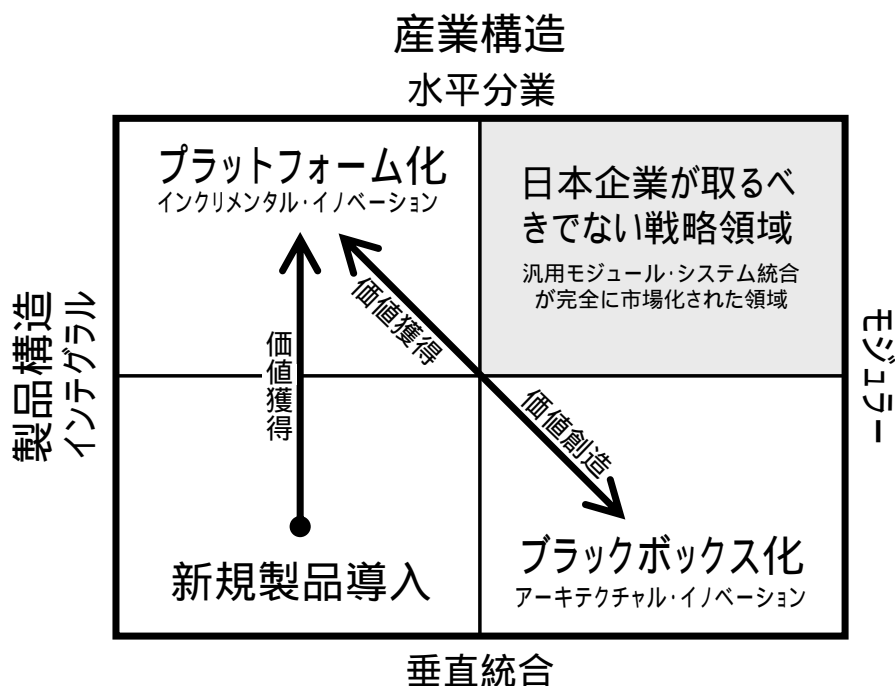 産業構造
水平分業
プラットフォーム化
インクリメンタル・イノベーション
日本企業が取るべ
きでない戦略領域
汎用モジュール・システム統合
が完全に市場化された領域
製品構造
インテグラル
モジュラー
価値獲得
価値獲得
価値創造
新規製品導入
ブラックボックス化
アーキテクチャル・イノベーション
垂直統合